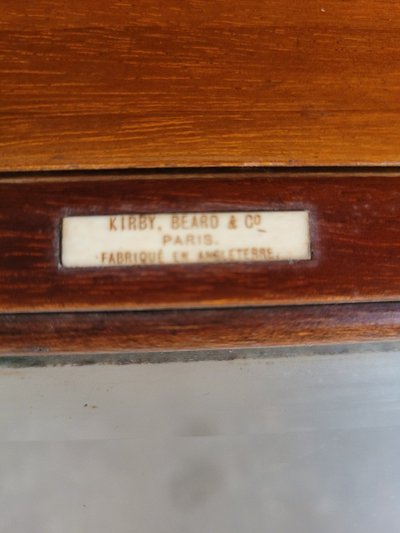 KIRBY, BEARD & Cº
PARIS.
FABRIQUÉ EN ANGLETERRE.